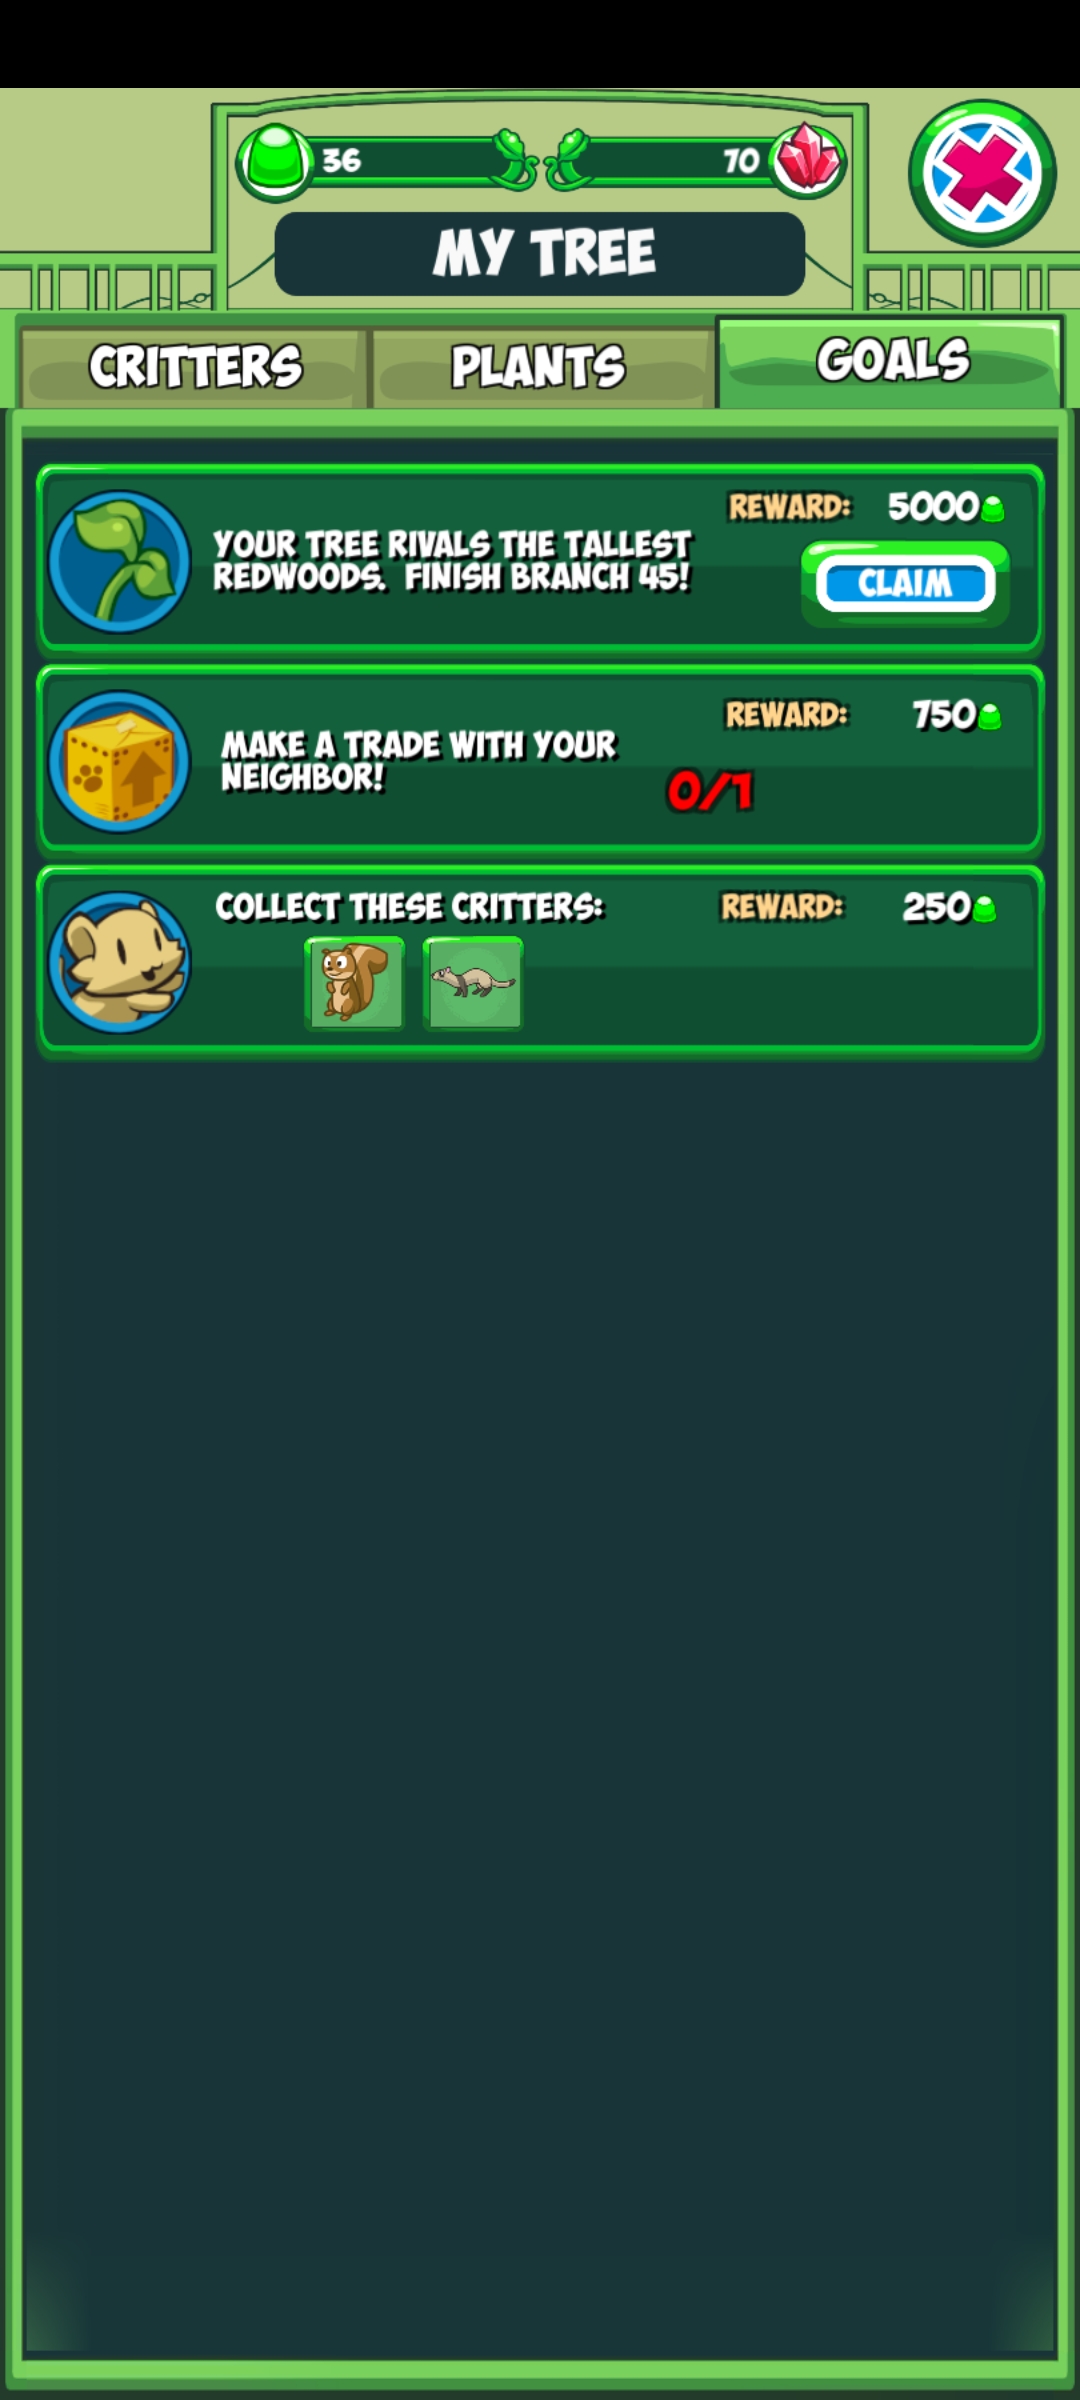 36
70
MY TREE
CRITTERS
PLANTS
GOALS
YOUR TREE RIVALS THE TALLEST
REDWOODS. FINISH BRANCH 45!
REWARD: 5000
CLAIM
MAKE A TRADE WITH YOUR
NEIGHBOR!
REWARD: 750
0/1
COLLECT THESE CRITTERS:
REWARD: 250